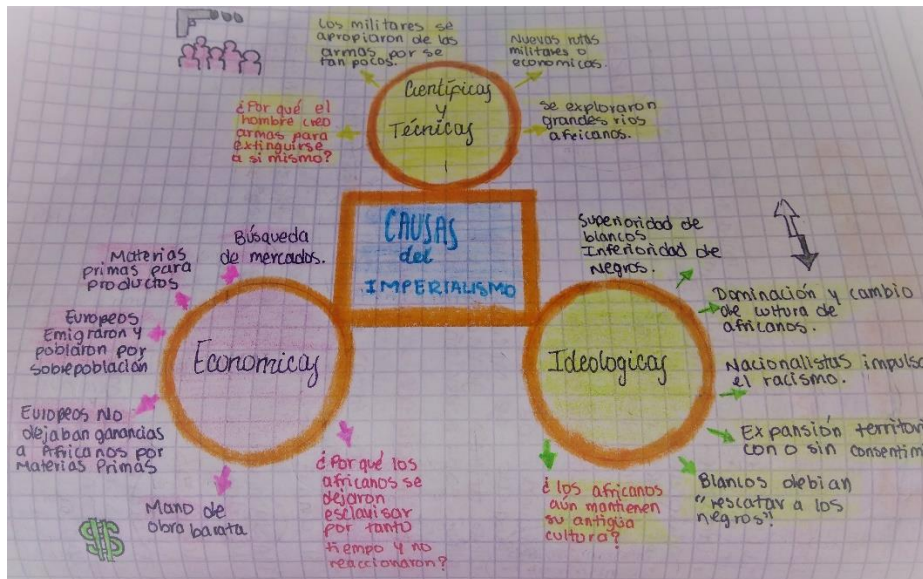 Los militares se
apropiaron de las
armas por se
tan pocos.
Nuevas rutas
militares o
economicas.
Científicas
y
Técnicas
¿Por qué el
hombre creo
armas para
extinguirse
a si mismo?
se exploraron
grandes rios
africanos.
CAUSAS
del
IMPERIALISMO
Búsqueda
de mercados.
Materias
primas para
productos
Europeos
Emigraron y
poblaron por
sobrepoblación
Economicas
Europeos No
dejaban ganancias
a Africanos por
Materias Primas
Mano de
obra barata
¿Por qué los
africanos se
dejaron
esclavisar
por tanto
tiempo y no
reaccionaron?
$
Superioridad de
blancos
Inferioridad de
Negros.
Dominación y cambio
de cultura de
africanos.
Ideologicas
Nacionalistas impulsa
el racismo.
Expansión territori
con o sin consentim
Blancos debian
"rescatar a los
negros".
¿los africanos
aún mantienen
su antigüa
cultura?